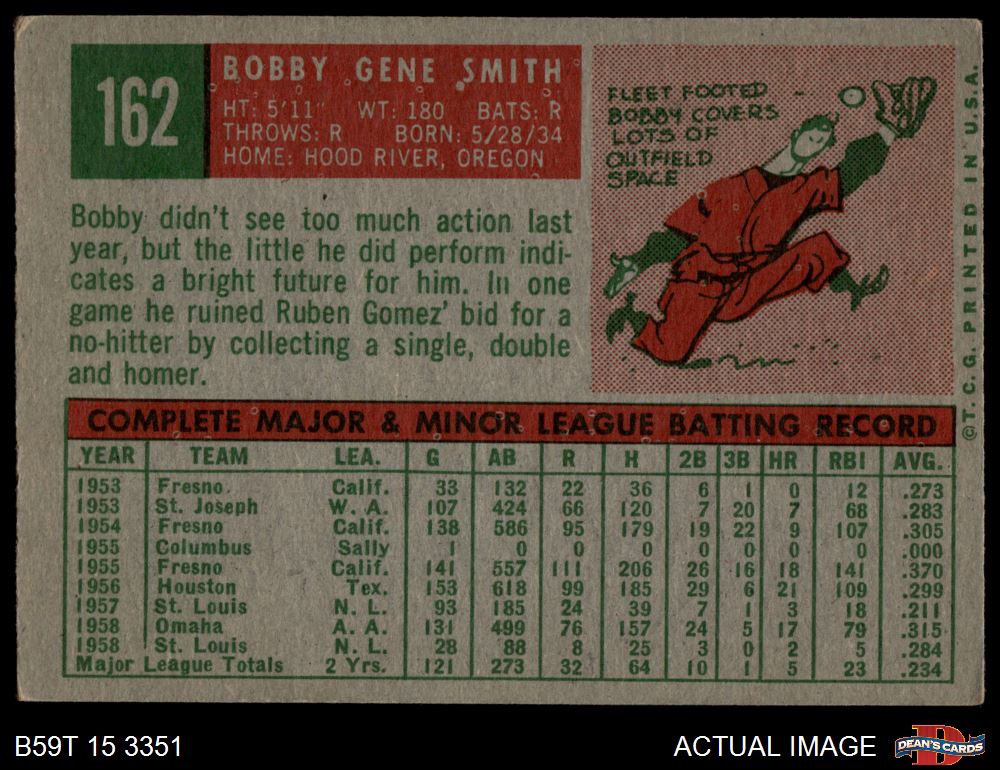 162
BOBBY GENE SMITH
HT: 5'11" WT: 180 BATS: R
THROWS: R BORN: 5/28/34
HOME: HOOD RIVER, OREGON
FLEET FOOTED
BOBBY COVERS
LOTS OF
OUTFIELD
SPACE
Bobby didn't see too much action last
year, but the little he did perform indi-
cates a bright future for him. In one
game he ruined Ruben Gomez' bid for a
no-hitter by collecting a single, double
and homer.
©T. C. G. PRINTED IN U.S.A.
COMPLETE MAJOR & MINOR LEAGUE BATTING RECORD
YEAR TEAM LEA. G AB R H 2B 3B HR RBI AVG.
1953 Fresno Calif. 33 132 22 36 6 1 0 12 .273
1953 St. Joseph W. A. 107 424 66 120 7 20 7 68 .283
1954 Fresno Calif. 138 586 95 179 19 22 9 107 .305
1955 Columbus Sally 1 0 0 0 0 0 0 0 .000
1955 Fresno Calif. 141 557 111 206 26 16 18 141 .370
1956 Houston Tex. 153 618 99 185 29 6 21 109 .299
1957 St. Louis N. L. 93 185 24 39 7 1 3 18 .211
1958 Omaha A. A. 131 499 76 157 24 5 17 79 .315
1958 St. Louis N. L. 28 88 8 25 3 0 2 5 .284
Major League Totals 2 Yrs. 121 273 32 64 10 1 5 23 .234
B59T 15 3351
ACTUAL IMAGE
D
DEAN'S CARDS